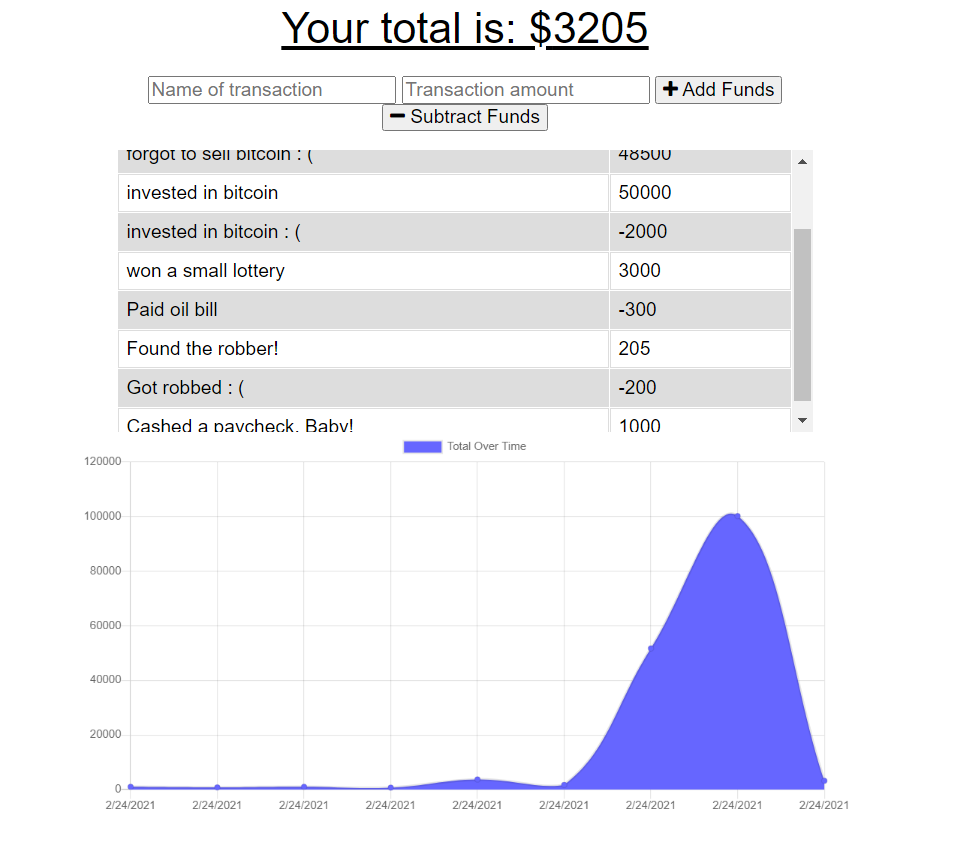 Your total is: $3205
Name of transaction Transaction amount + Add Funds
− Subtract Funds
forgot to sell bitcoin : ( 48500
invested in bitcoin 50000
invested in bitcoin : ( -2000
won a small lottery 3000
Paid oil bill -300
Found the robber! 205
Got robbed : ( -200
Cashed a paycheck, Baby! 1000
Total Over Time
120000
100000
80000
60000
40000
20000
0
2/24/2021 2/24/2021 2/24/2021 2/24/2021 2/24/2021 2/24/2021 2/24/2021 2/24/2021 2/24/2021